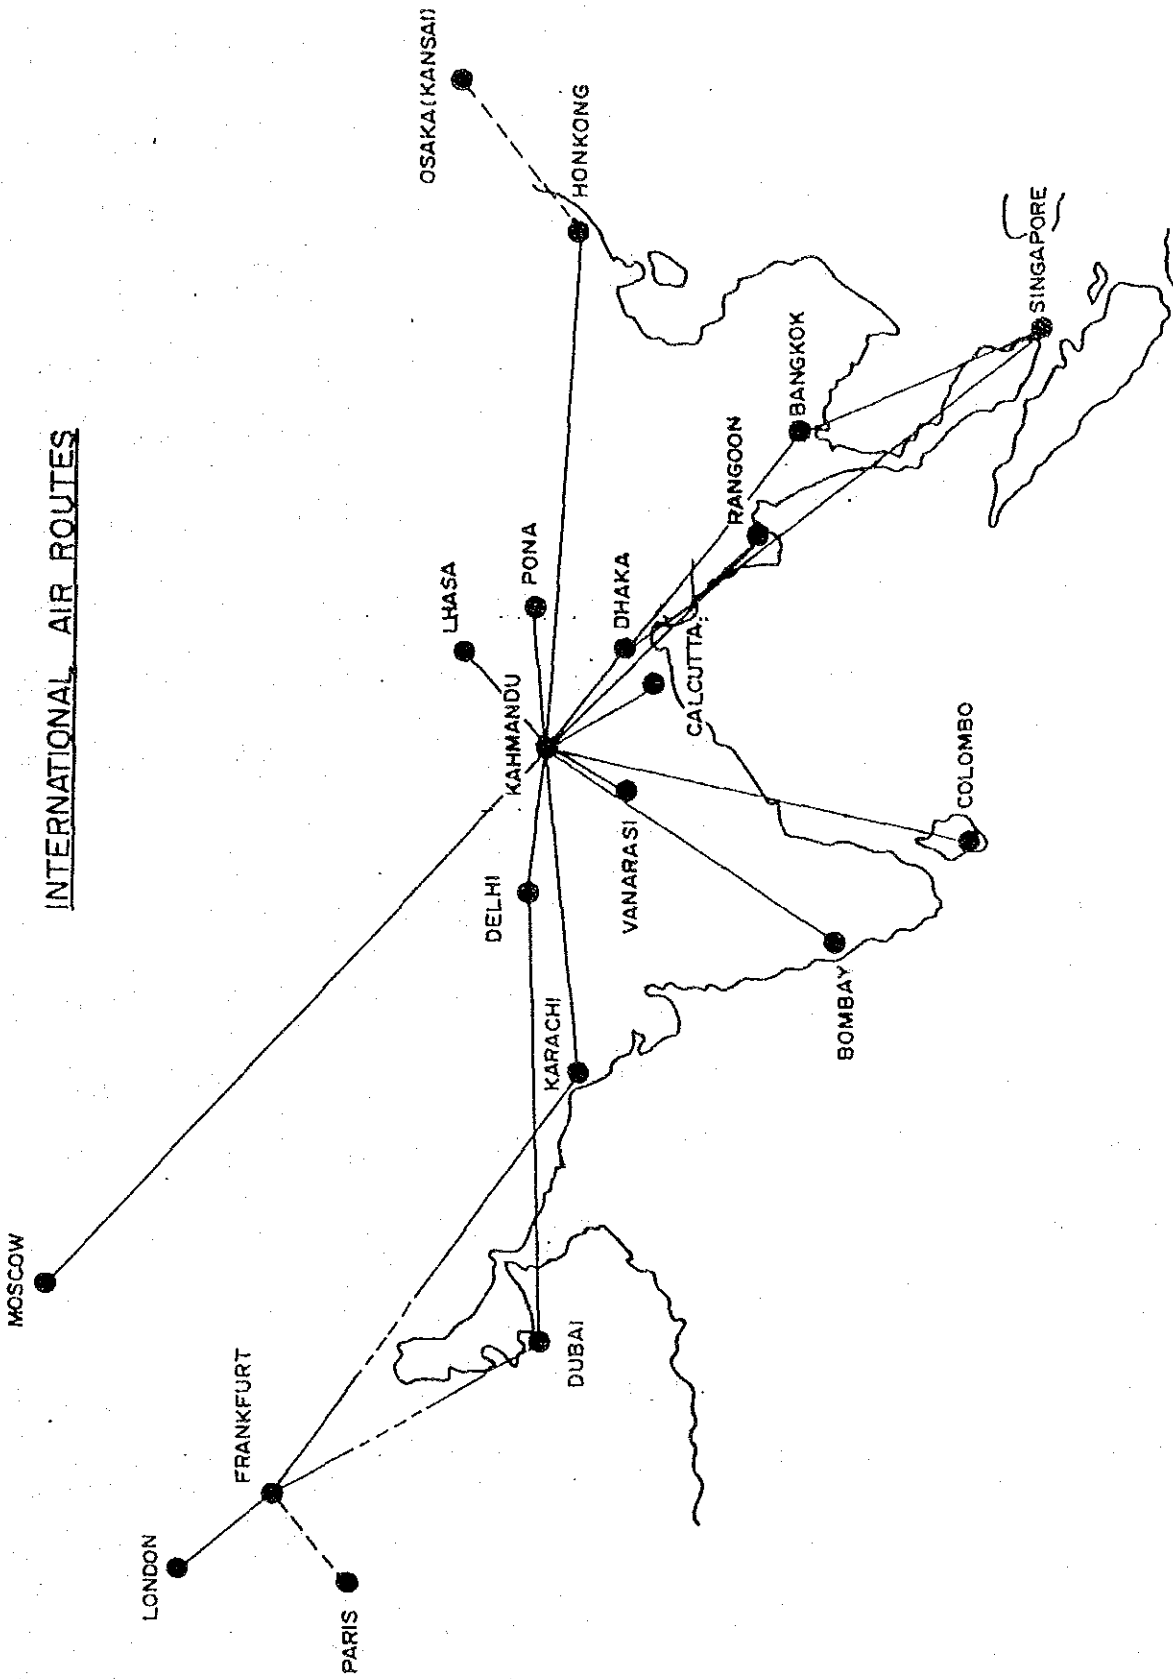 INTERNATIONAL AIR ROUTES
MOSCOW
LONDON
FRANKFURT
PARIS
DUBAI
KARACHI
DELHI
KAHMANDU
LHASA
PONA
OSAKA(KANSAI)
HONKONG
VANARASI
CALCUTTA
DHAKA
RANGOON
BANGKOK
BOMBAY
COLOMBO
SINGAPORE